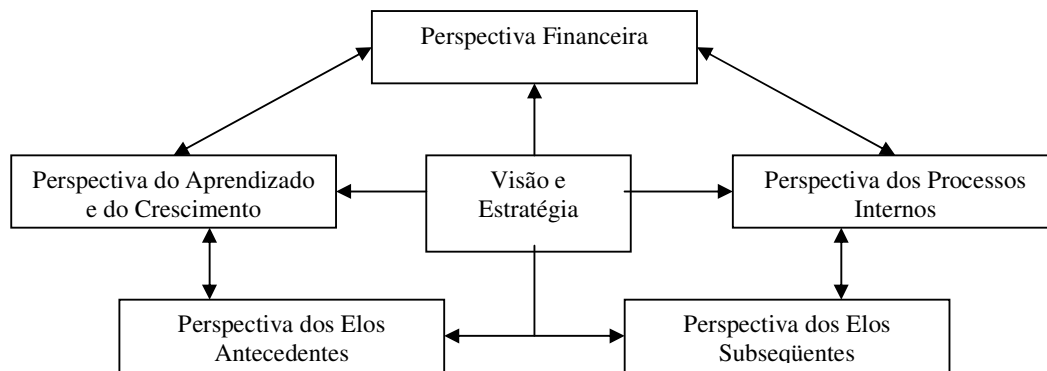 Perspectiva Financeira
Perspectiva do Aprendizado
e do Crescimento
Visão e
Estratégia
Perspectiva dos Processos
Internos
Perspectiva dos Elos
Antecedentes
Perspectiva dos Elos
Subseqüentes